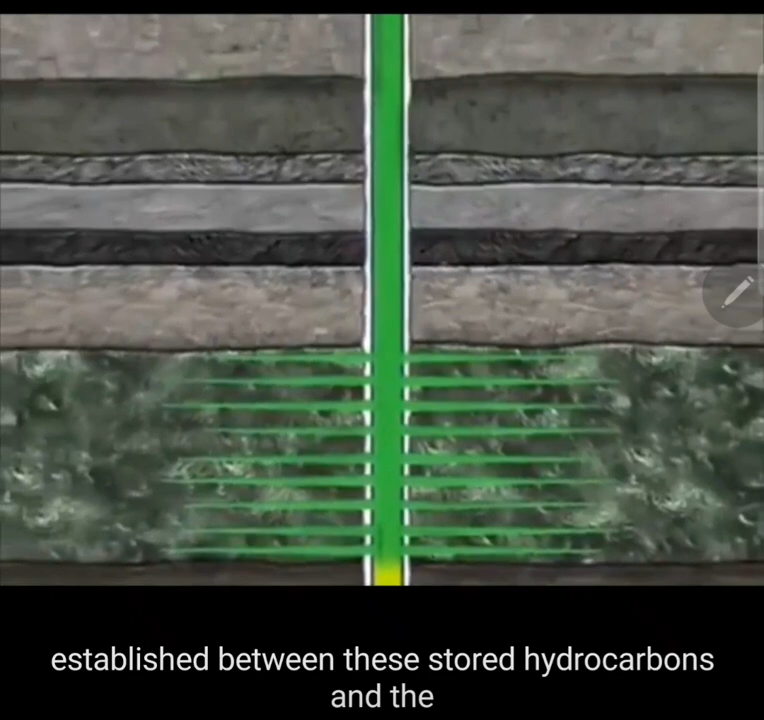 established between these stored hydrocarbons
and the